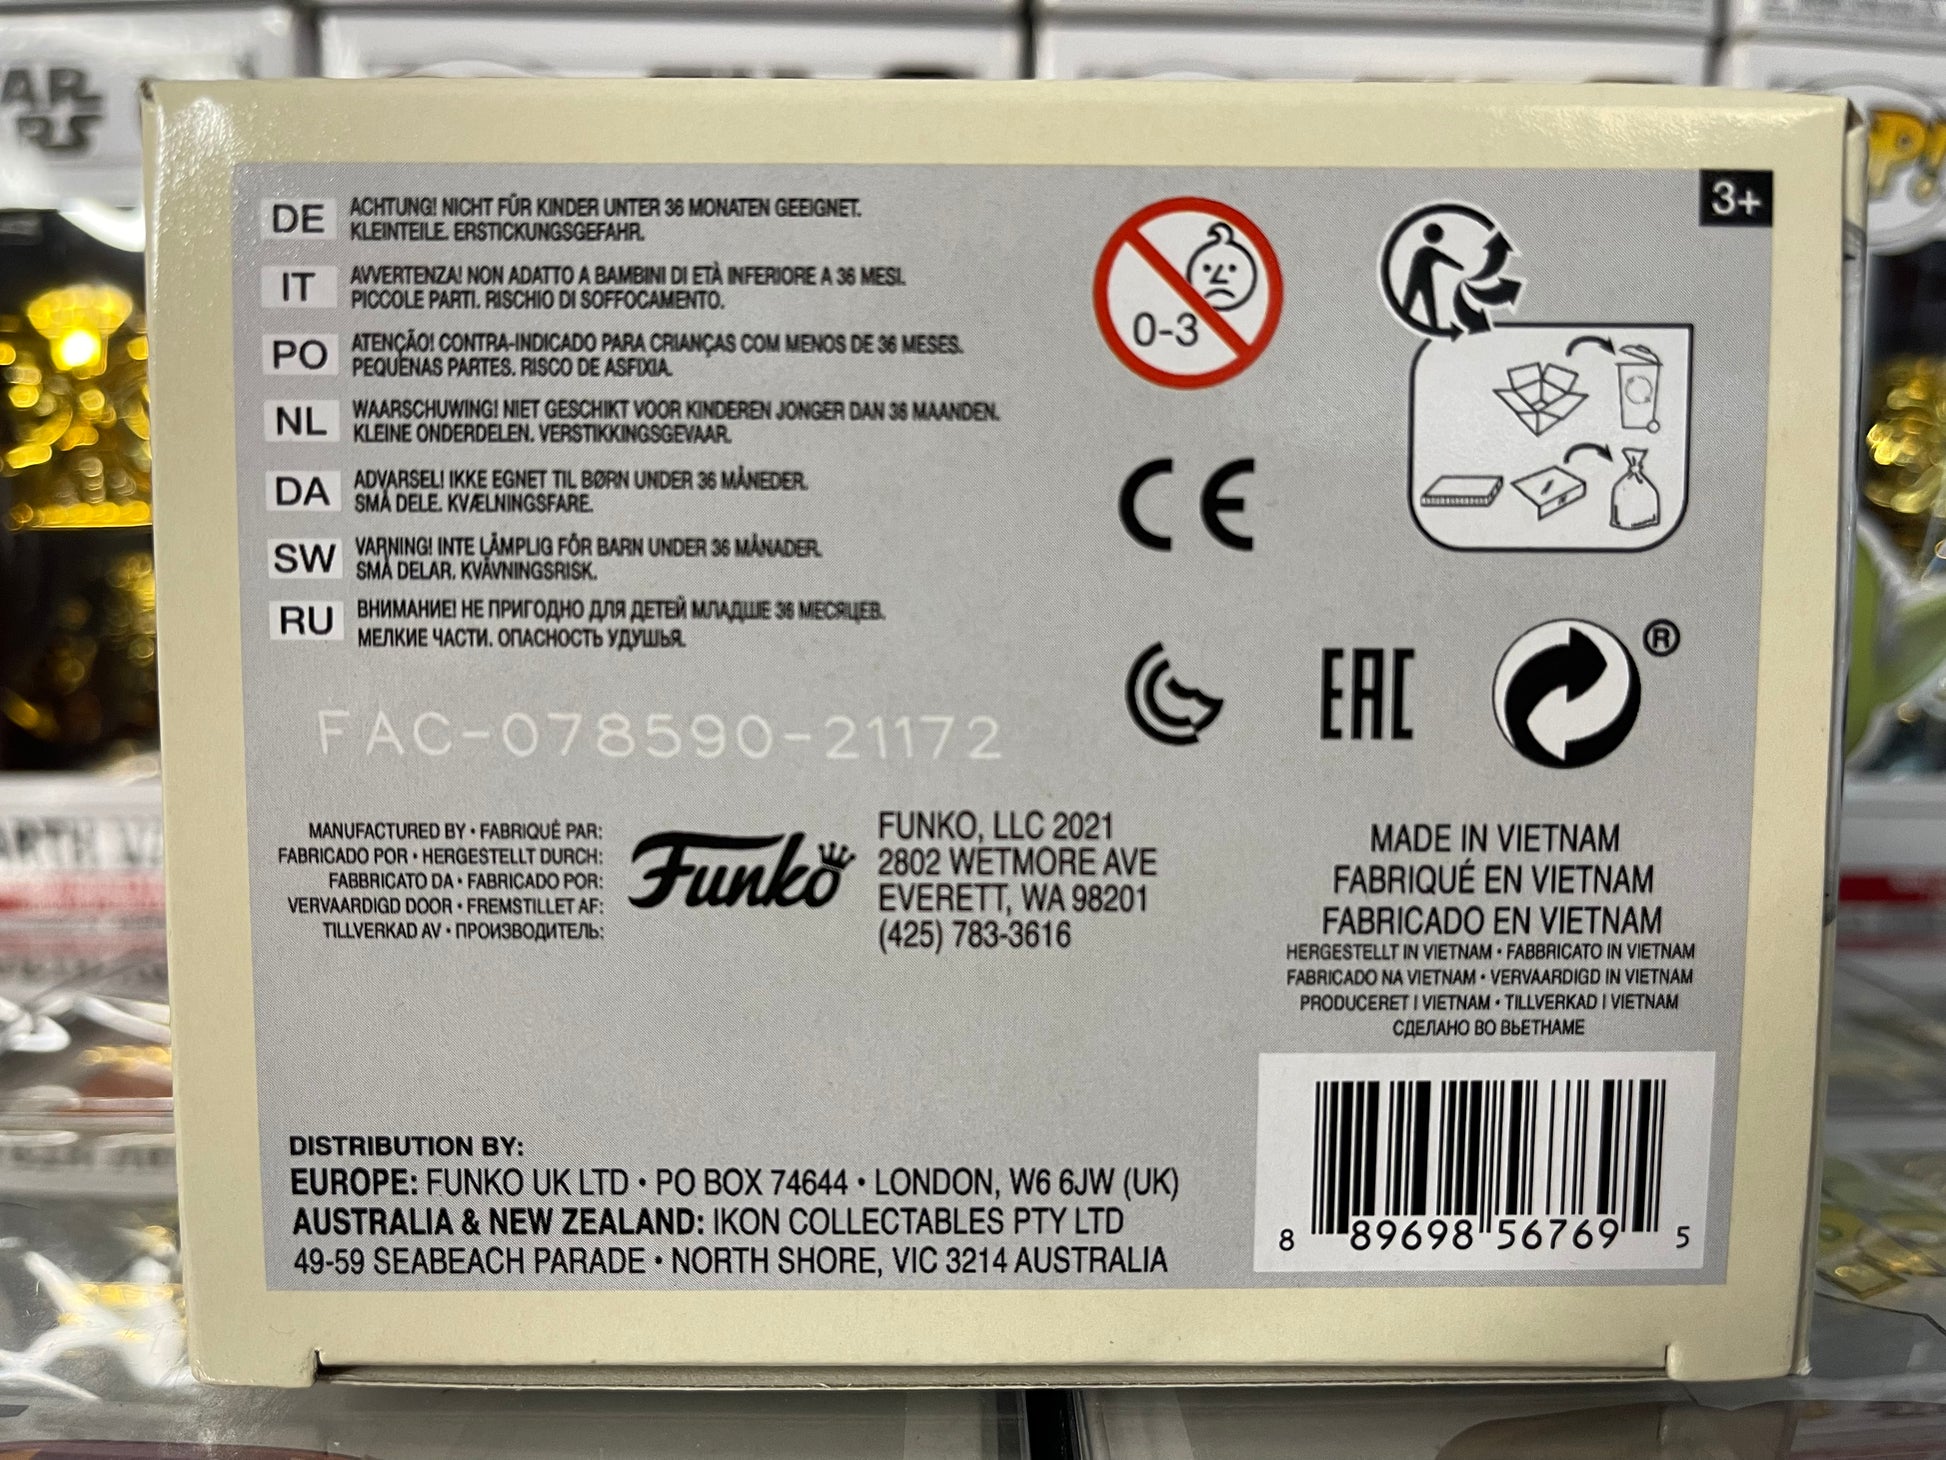 3+
DE ACHTUNG! NICHT FÜR KINDER UNTER 36 MONATEN GEEIGNET.
KLEINTEILE. ERSTICKUNGSGEFAHR.
IT AVVERTENZA! NON ADATTO A BAMBINI DI ETÀ INFERIORE A 36 MESI.
PICCOLE PARTI. RISCHIO DI SOFFOCAMENTO.
PO ATENÇÃO! CONTRA-INDICADO PARA CRIANÇAS COM MENOS DE 36 MESES.
PEQUENAS PARTES. RISCO DE ASFIXIA.
NL WAARSCHUWING! NIET GESCHIKT VOOR KINDEREN JONGER DAN 36 MAANDEN.
KLEINE ONDERDELEN. VERSTIKKINGSGEVAAR.
DA ADVARSEL! IKKE EGNET TIL BØRN UNDER 36 MÅNEDER.
SMÅ DELE. KVÆLNINGSFARE.
SW VARNING! INTE LÄMPLIG FÖR BARN UNDER 36 MÅNADER.
SMÅ DELAR. KVÄVNINGSRISK.
RU ВНИМАНИЕ! НЕ ПРИГОДНО ДЛЯ ДЕТЕЙ МЛАДШЕ 36 МЕСЯЦЕВ.
МЕЛКИЕ ЧАСТИ. ОПАСНОСТЬ УДУШЬЯ.
0-3
CE
EAC
®
FAC-078590-21172
MANUFACTURED BY • FABRIQUÉ PAR:
FABRICADO POR • HERGESTELLT DURCH:
FABBRICATO DA • FABRICADO POR:
VERVAARDIGD DOOR • FREMSTILLET AF:
TILLVERKAD AV • ПРОИЗВОДИТЕЛЬ:
Funko
FUNKO, LLC 2021
2802 WETMORE AVE
EVERETT, WA 98201
(425) 783-3616
MADE IN VIETNAM
FABRIQUÉ EN VIETNAM
FABRICADO EN VIETNAM
HERGESTELLT IN VIETNAM • FABBRICATO IN VIETNAM
FABRICADO NA VIETNAM • VERVAARDIGD IN VIETNAM
PRODUCERET I VIETNAM • TILLVERKAD I VIETNAM
СДЕЛАНО ВО ВЬЕТНАМЕ
DISTRIBUTION BY:
EUROPE: FUNKO UK LTD • PO BOX 74644 • LONDON, W6 6JW (UK)
AUSTRALIA & NEW ZEALAND: IKON COLLECTABLES PTY LTD
49-59 SEABEACH PARADE • NORTH SHORE, VIC 3214 AUSTRALIA
8 89698 56769 5